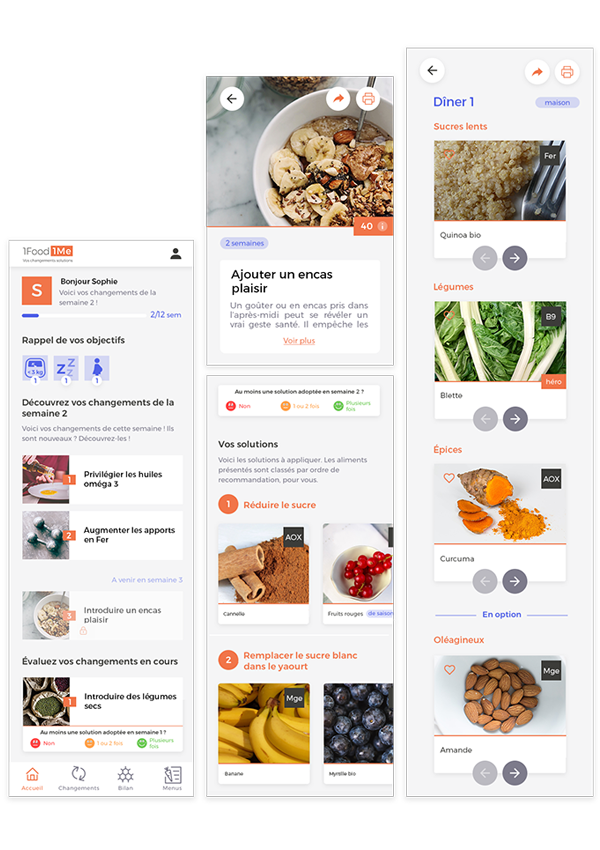 1Food 1Me
Vos changements solutions
S
Bonjour Sophie
Voici vos changements de la
semaine 2 !
2/12 sem
Rappel de vos objectifs
<3 kg
1
zzz
1
1
Découvrez vos changements de la
semaine 2
Voici vos changements de cette semaine ! Ils
sont nouveaux ? Découvrez-les !
1
Privilégier les huiles
oméga 3
2
Augmenter les apports
en Fer
A venir en semaine 3
3
Introduire un encas
plaisir
Évaluez vos changements en cours
1
Introduire des légumes
secs
Au moins une solution adoptée en semaine 1 ?
Non
1 ou 2 fois
Plusieurs
fois
Accueil
Changements
Bilan
Menus
40
2 semaines
Ajouter un encas
plaisir
Un goûter ou en encas pris dans
l'après-midi peut se révéler un
vrai geste santé. Il empêche les
Voir plus
Au moins une solution adoptée en semaine 2 ?
Non
1 ou 2 fois
Plusieurs
fois
Vos solutions
Voici les solutions à appliquer. Les aliments
présentés sont classés par ordre de
recommandation, pour vous.
1
Réduire le sucre
AOX
Cannelle
Fruits rouges
de saison
2
Remplacer le sucre blanc
dans le yaourt
Mge
Banane
Myrtille bio
Dîner 1
maison
Sucres lents
Fer
Quinoa bio
Légumes
B9
héro
Blette
Épices
AOX
Curcuma
En option
Oléagineux
Mge
Amande